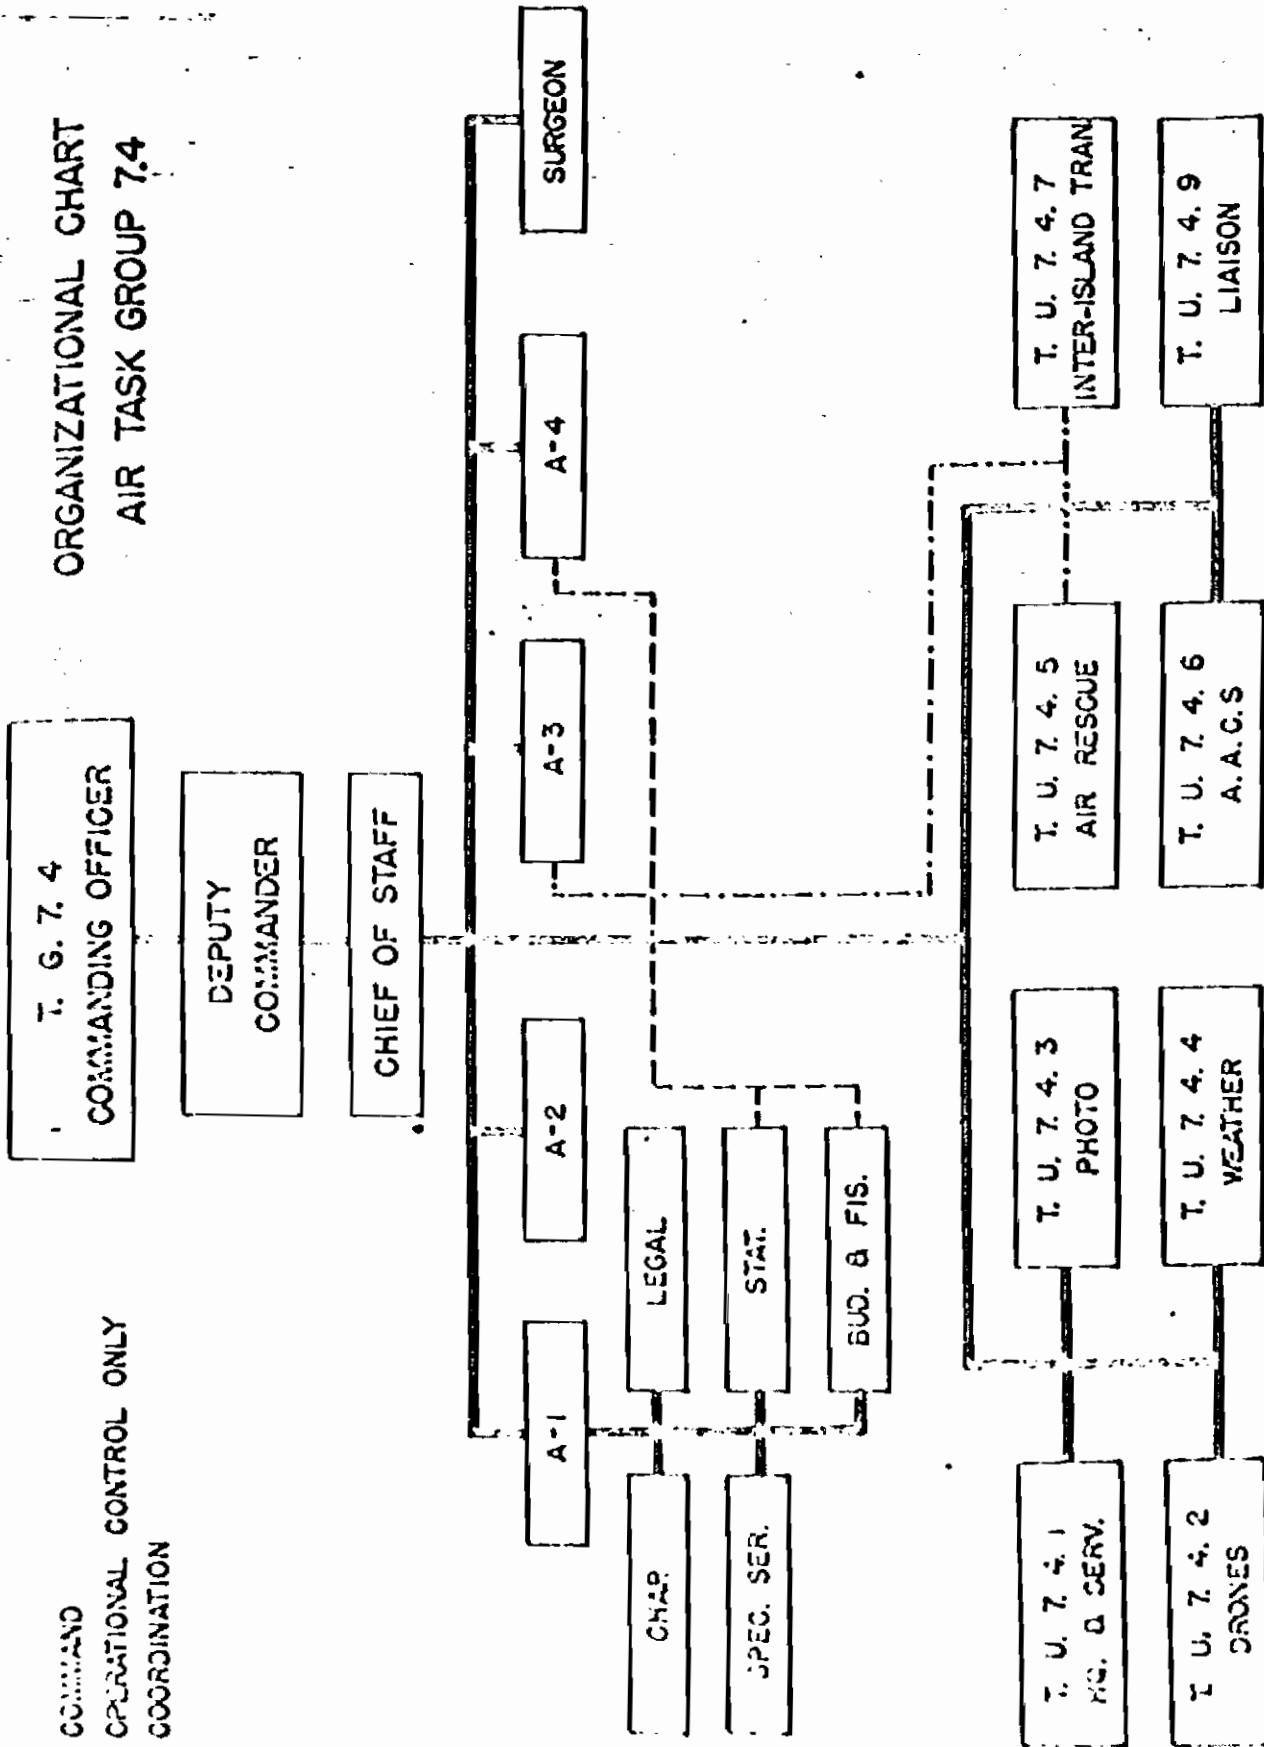 ORGANIZATIONAL CHART
AIR TASK GROUP 7.4
COMMAND
OPERATIONAL CONTROL ONLY
COORDINATION
T. G. 7. 4
COMMANDING OFFICER
DEPUTY
COMMANDER
CHIEF OF STAFF
A-1
A-2
A-3
A-4
SURGEON
CHAP.
LEGAL
SPEC. SER.
STAT.
BUD. & FIS.
T. U. 7. 4. 1
HQ. & SERV.
T. U. 7. 4. 3
PHOTO
T. U. 7. 4. 5
AIR RESCUE
T. U. 7. 4. 7
INTER-ISLAND TRAN.
T. U. 7. 4. 2
DRONES
T. U. 7. 4. 4
WEATHER
T. U. 7. 4. 6
A. A. C. S
T. U. 7. 4. 9
LIAISON